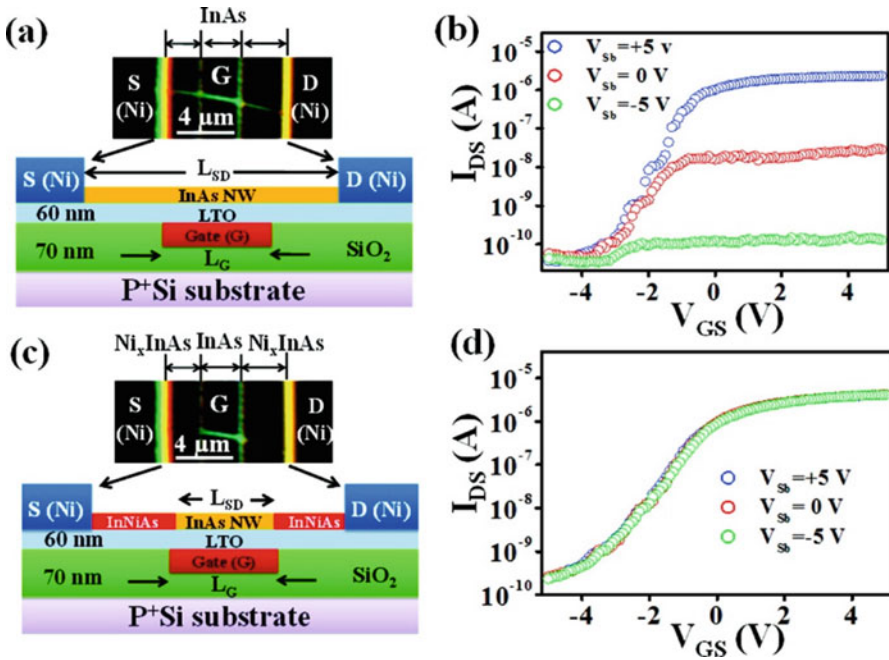 (a)
InAs
S
(Ni)
G
D
(Ni)
4 μm
S (Ni)
L_SD
D (Ni)
InAs NW
60 nm
LTO
Gate (G)
70 nm
L_G
SiO₂
P⁺Si substrate
(b)
V_Sb=+5 v
V_Sb= 0 V
V_Sb=-5 V
I_DS (A)
10⁻⁵
10⁻⁶
10⁻⁷
10⁻⁸
10⁻⁹
10⁻¹⁰
-4 -2 0 2 4
V_GS (V)
(c)
Ni_xInAs InAs Ni_xInAs
S
(Ni)
G
D
(Ni)
4 μm
S (Ni)
L_SD
D (Ni)
InNiAs InAs NW InNiAs
60 nm
LTO
Gate (G)
70 nm
L_G
SiO₂
P⁺Si substrate
(d)
I_DS (A)
10⁻⁵
10⁻⁶
10⁻⁷
10⁻⁸
10⁻⁹
10⁻¹⁰
V_Sb=+5 V
V_Sb= 0 V
V_Sb=-5 V
-4 -2 0 2 4
V_GS (V)